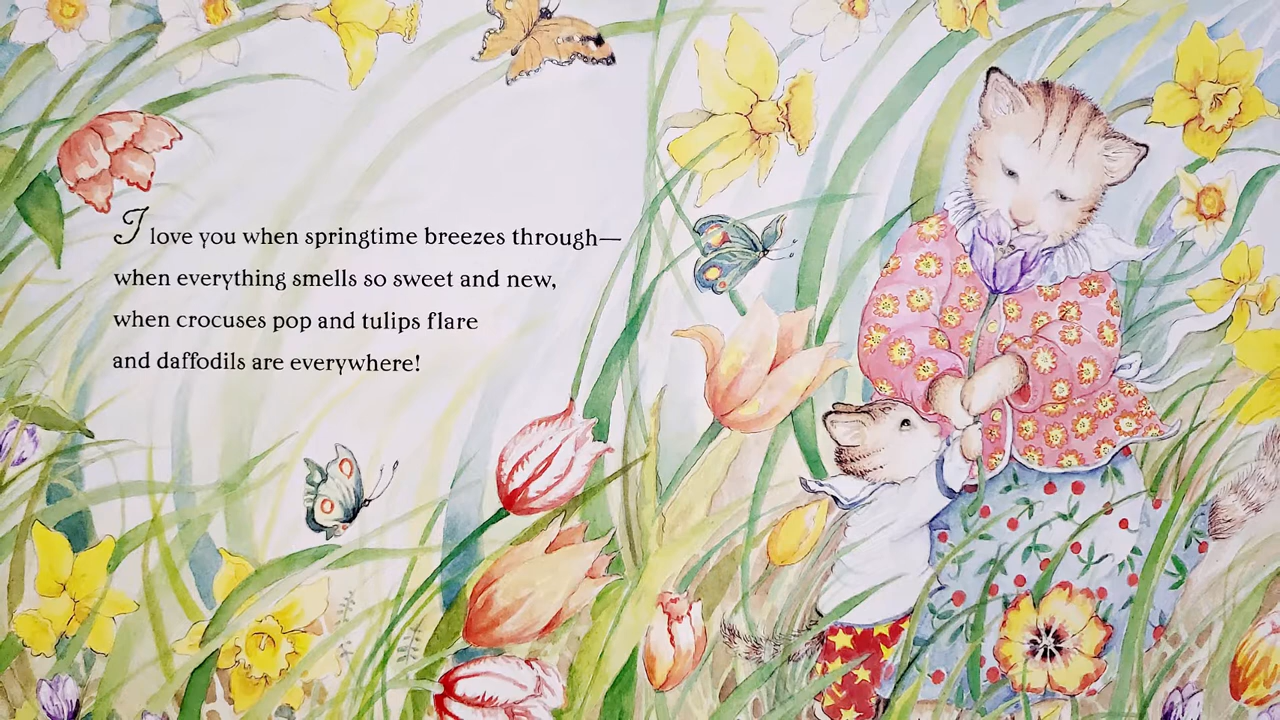 I love you when springtime breezes through—
when everything smells so sweet and new,
when crocuses pop and tulips flare
and daffodils are everywhere!